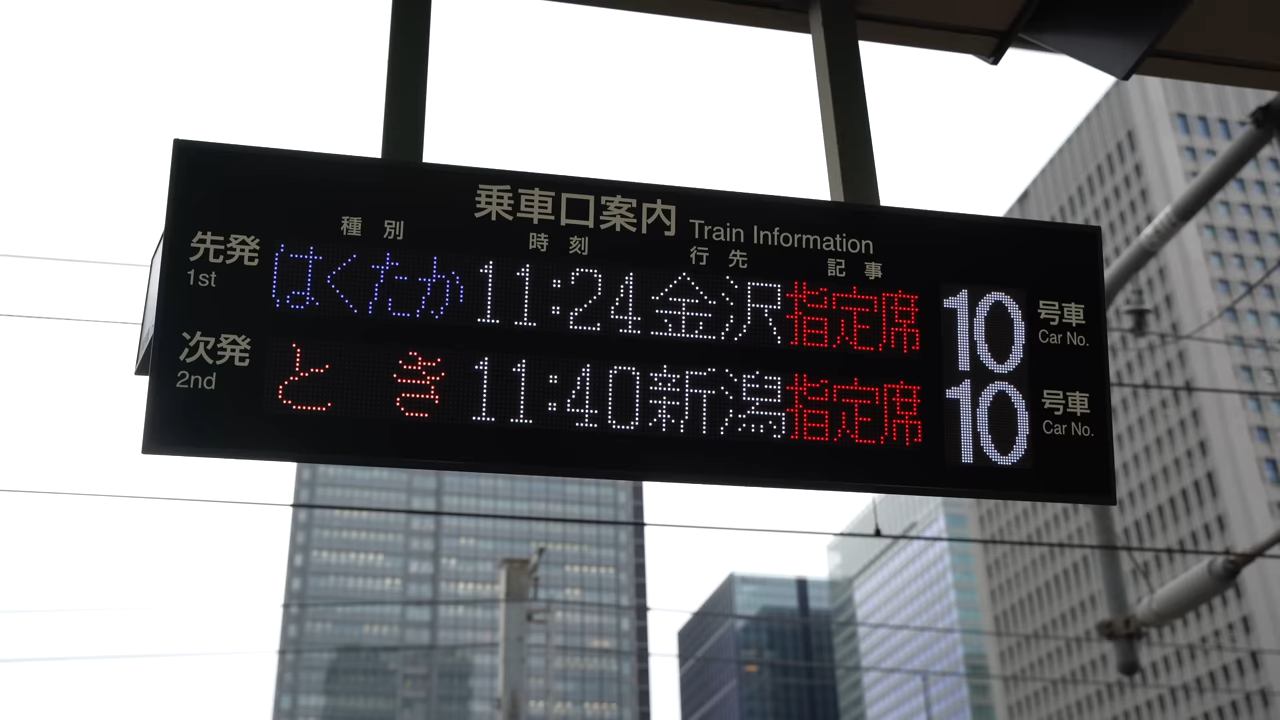 乗車口案内 Train Information
種別 時刻 行先 記事
先発 はくたか 11:24 金沢 指定席 10 号車
1st Car No.
次発 とき 11:40 新潟 指定席 10 号車
2nd Car No.